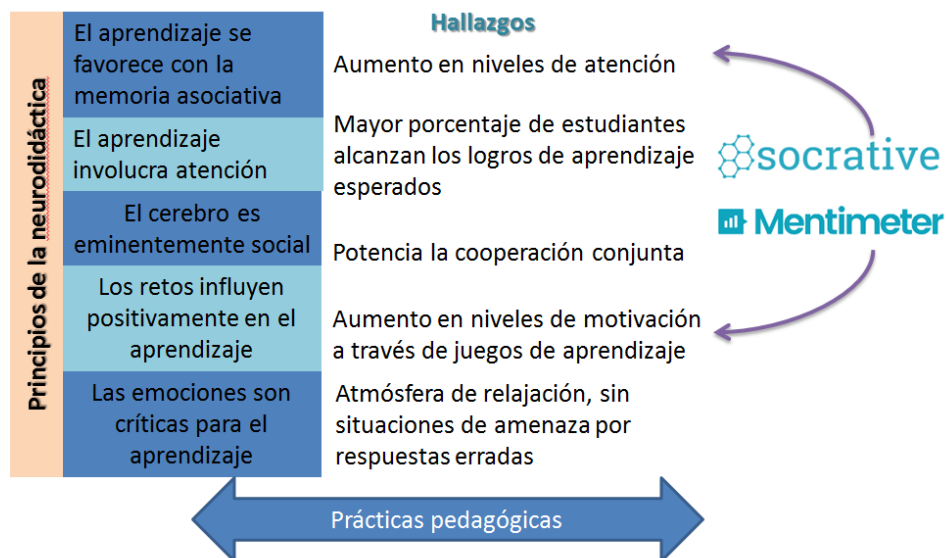 Principios de la neurodidáctica
Hallazgos
El aprendizaje se
favorece con la
memoria asociativa
Aumento en niveles de atención
El aprendizaje
involucra atención
Mayor porcentaje de estudiantes
alcanzan los logros de aprendizaje
esperados
El cerebro es
eminentemente social
Potencia la cooperación conjunta
Los retos influyen
positivamente en el
aprendizaje
Aumento en niveles de motivación
a través de juegos de aprendizaje
Las emociones son
críticas para el
aprendizaje
Atmósfera de relajación, sin
situaciones de amenaza por
respuestas erradas
socrative
Mentimeter
Prácticas pedagógicas